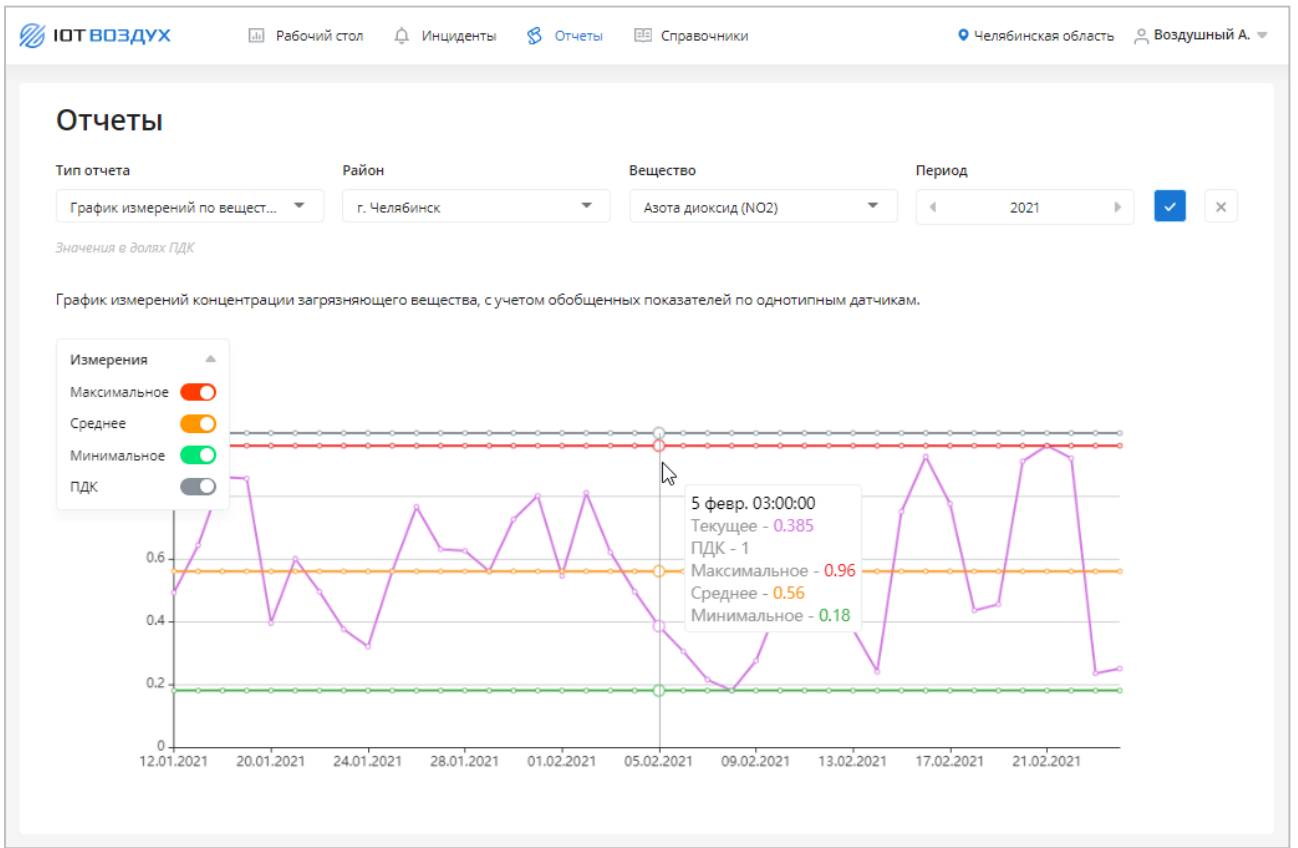 IOT ВОЗДУХ Рабочий стол Инциденты Отчеты Справочники Челябинская область Воздушный А.
Отчеты
Тип отчета Район Вещество Период
График измерений по вещест... г. Челябинск Азота диоксид (NO2) 2021
Значения в долях ПДК
График измерений концентрации загрязняющего вещества, с учетом обобщенных показателей по однотипным датчикам.
Измерения
Максимальное
Среднее
Минимальное
ПДК
5 февр. 03:00:00
Текущее - 0.385
ПДК - 1
Максимальное - 0.96
Среднее - 0.56
Минимальное - 0.18
0.6
0.4
0.2
0
12.01.2021 20.01.2021 24.01.2021 28.01.2021 01.02.2021 05.02.2021 09.02.2021 13.02.2021 17.02.2021 21.02.2021